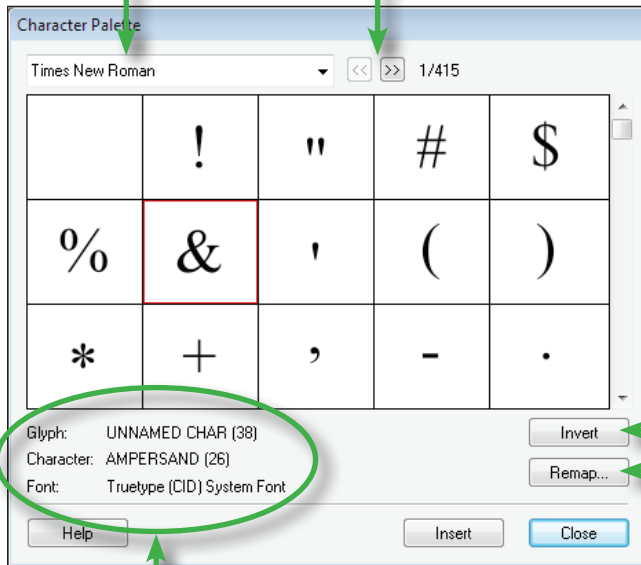 Character Palette
Times New Roman << >> 1/415
! " # $
% & ' ( )
* + , - .
Glyph: UNNAMED CHAR (38)
Character: AMPERSAND (26)
Font: Truetype (CID) System Font
Invert
Remap...
Help Insert Close